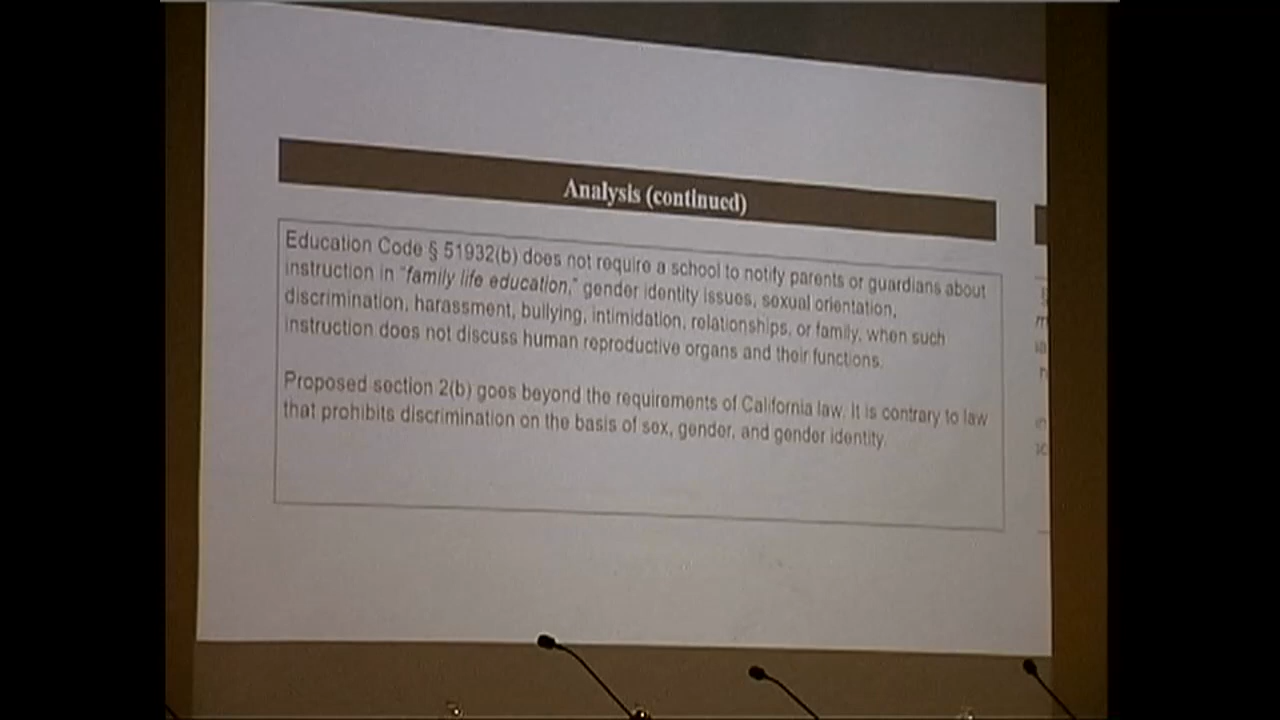 Analysis (continued)
Education Code § 51932(b) does not require a school to notify parents or guardians about
instruction in "family life education," gender identity issues, sexual orientation,
discrimination, harassment, bullying, intimidation, relationships, or family, when such
instruction does not discuss human reproductive organs and their functions.
Proposed section 2(b) goes beyond the requirements of California law. It is contrary to law
that prohibits discrimination on the basis of sex, gender, and gender identity.